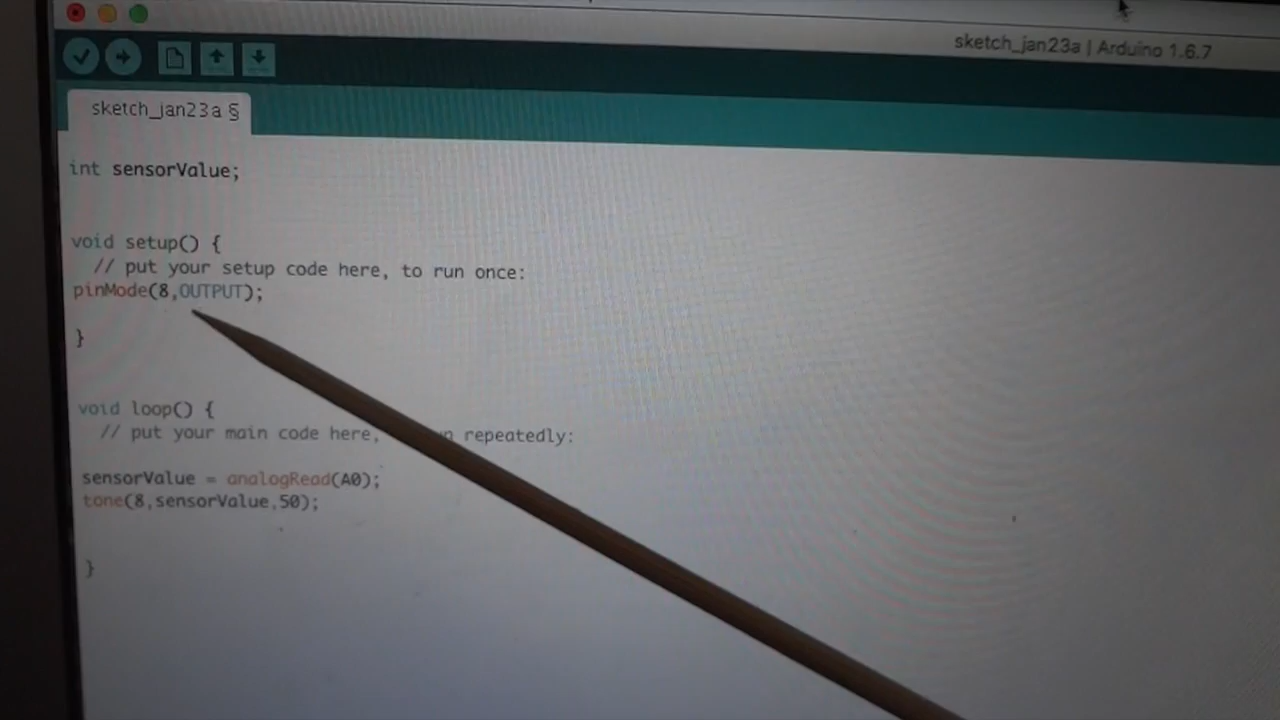 sketch_jan23a | Arduino 1.6.7
sketch_jan23a §
int sensorValue;
void setup() {
// put your setup code here, to run once:
pinMode(8,OUTPUT);
}
void loop() {
// put your main code here, repeatedly:
sensorValue = analogRead(A0);
tone(8,sensorValue,50);
}